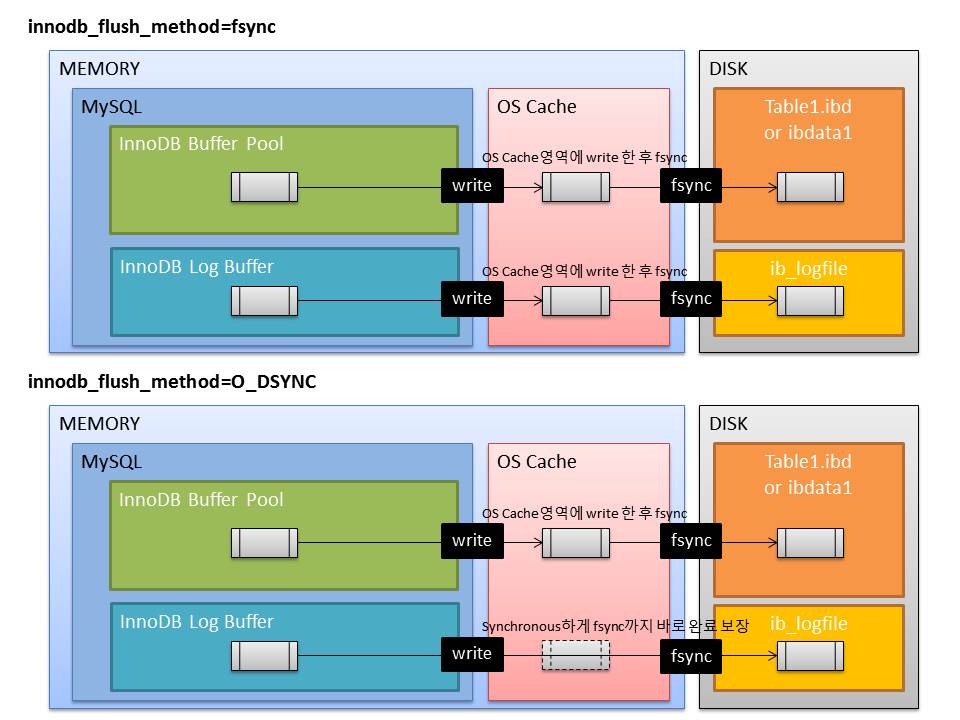 innodb_flush_method=fsync
MEMORY
DISK
MySQL
OS Cache
Table1.ibd
or ibdata1
InnoDB Buffer Pool
OS Cache영역에 write 한 후 fsync
write
fsync
InnoDB Log Buffer
OS Cache영역에 write 한 후 fsync
ib_logfile
write
fsync
innodb_flush_method=O_DSYNC
MEMORY
DISK
MySQL
OS Cache
Table1.ibd
or ibdata1
InnoDB Buffer Pool
OS Cache영역에 write 한 후 fsync
write
fsync
InnoDB Log Buffer
Synchronous하게 fsync까지 바로 완료 보장
ib_logfile
write
fsync